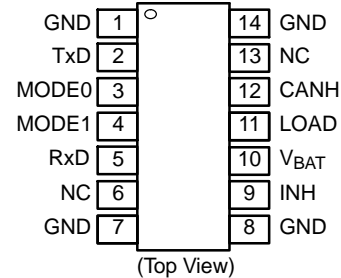 GND 1 14 GND
TxD 2 13 NC
MODE0 3 12 CANH
MODE1 4 11 LOAD
RxD 5 10 VBAT
NC 6 9 INH
GND 7 8 GND
(Top View)